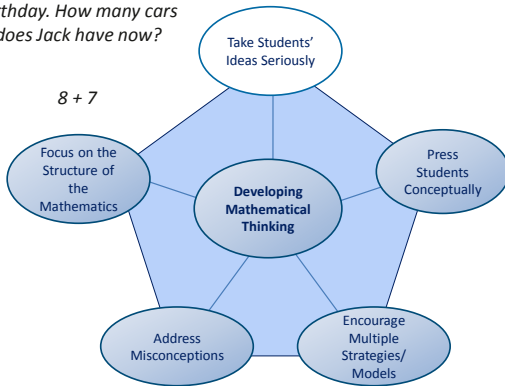 rthday. How many cars
does Jack have now?
8 + 7
Take Students'
Ideas Seriously
Focus on the
Structure of
the
Mathematics
Press
Students
Conceptually
Developing
Mathematical
Thinking
Address
Misconceptions
Encourage
Multiple
Strategies/
Models